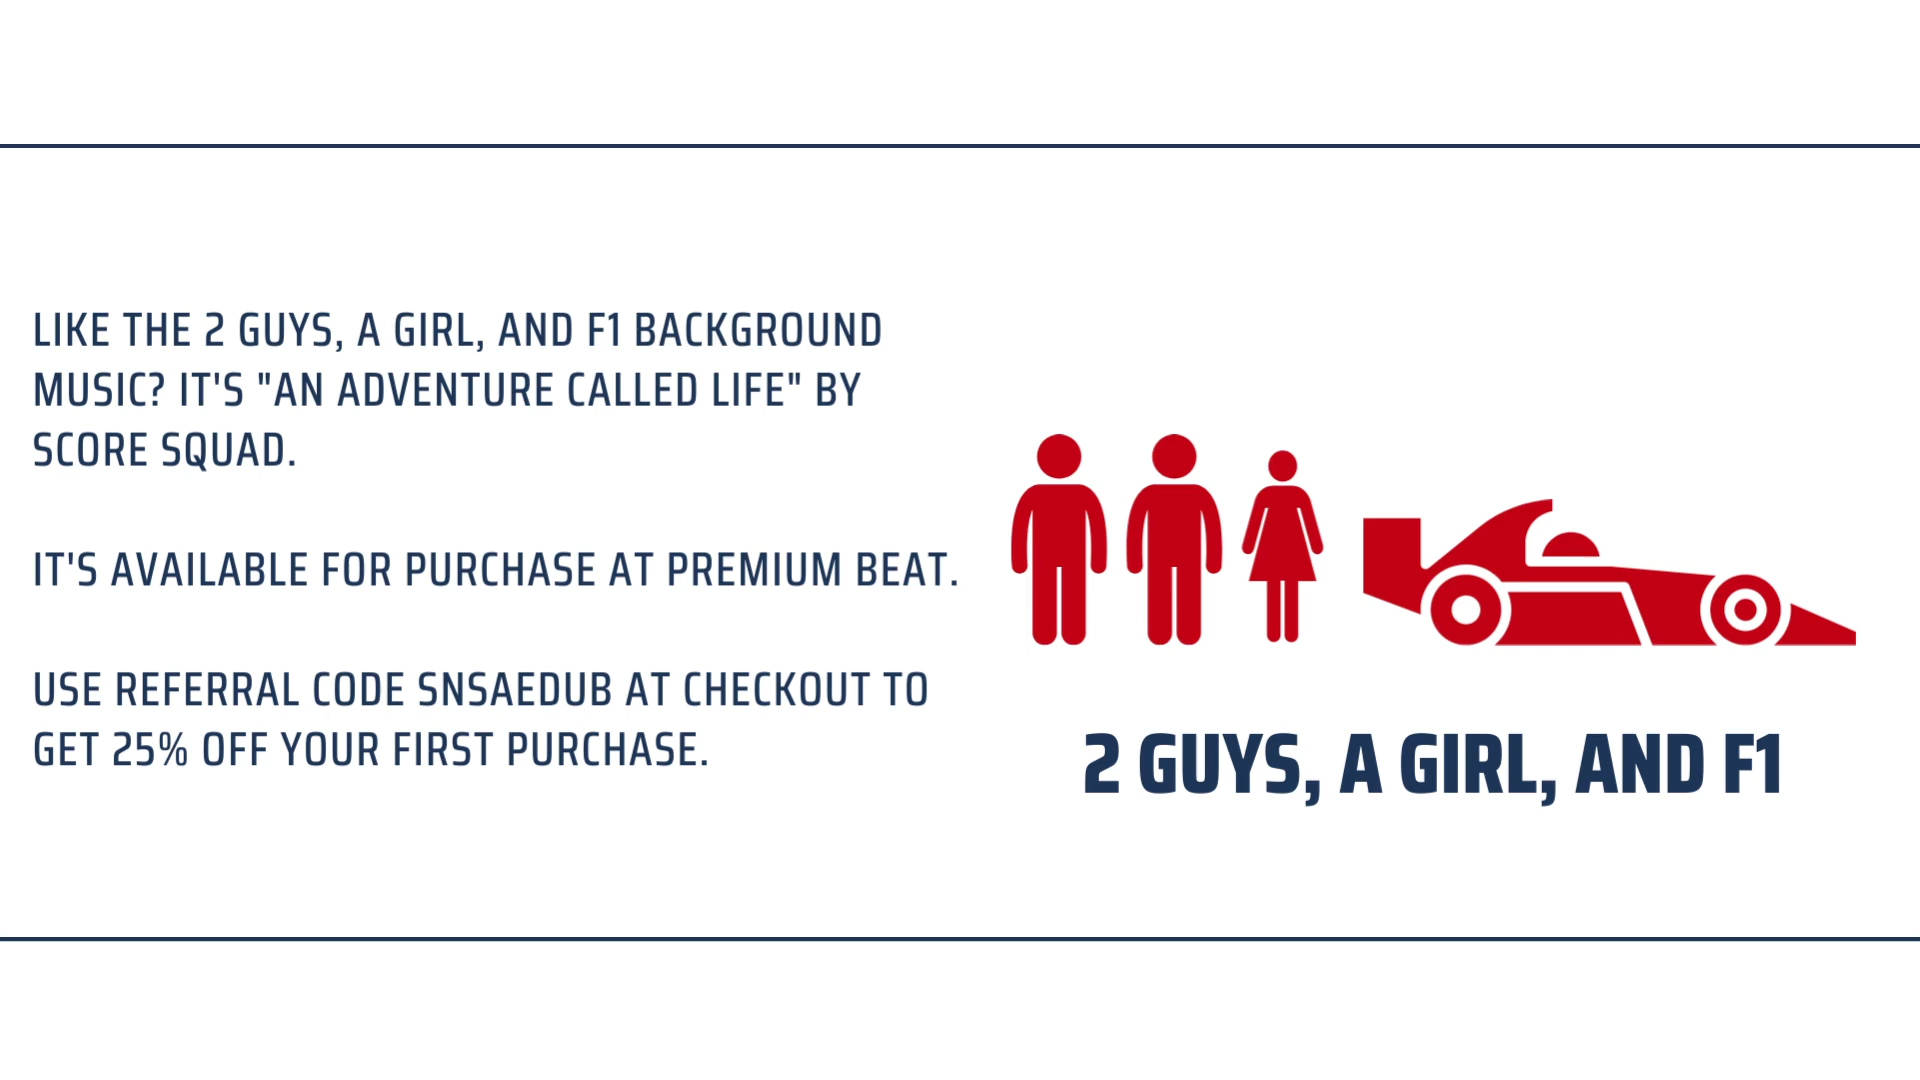 LIKE THE 2 GUYS, A GIRL, AND F1 BACKGROUND
MUSIC? IT'S "AN ADVENTURE CALLED LIFE" BY
SCORE SQUAD.
IT'S AVAILABLE FOR PURCHASE AT PREMIUM BEAT.
USE REFERRAL CODE SNSAEDUB AT CHECKOUT TO
GET 25% OFF YOUR FIRST PURCHASE.
2 GUYS, A GIRL, AND F1